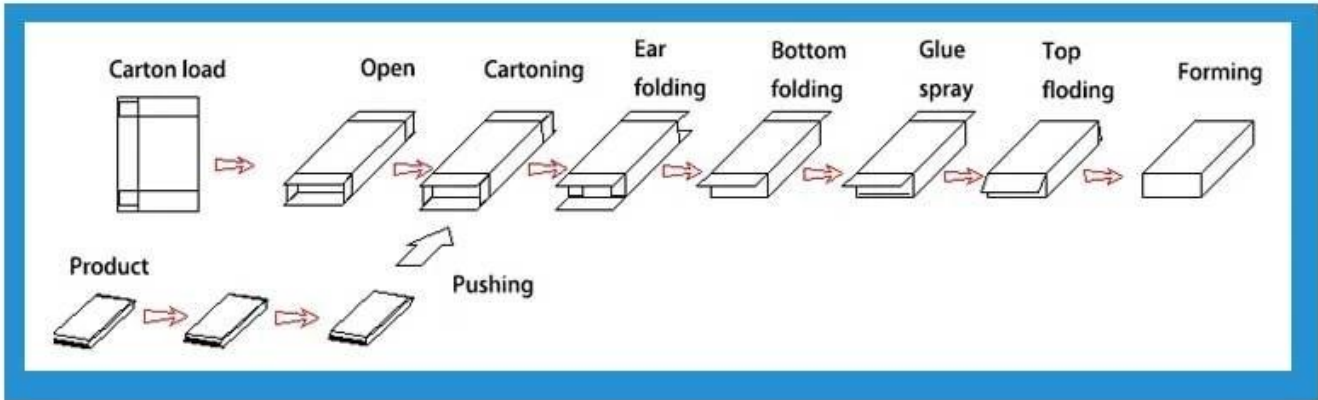 Carton load
Open
Cartoning
Ear
folding
Bottom
folding
Glue
spray
Top
floding
Forming
Product
Pushing